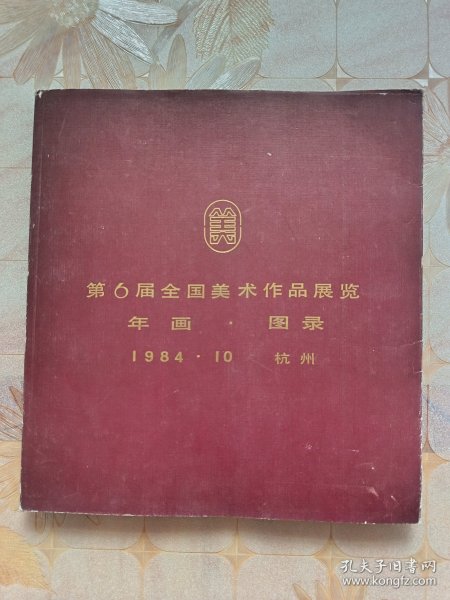 美
第6届全国美术作品展览
年画·图录
1984·10 杭州
孔夫子旧书网
www.kongfz.com